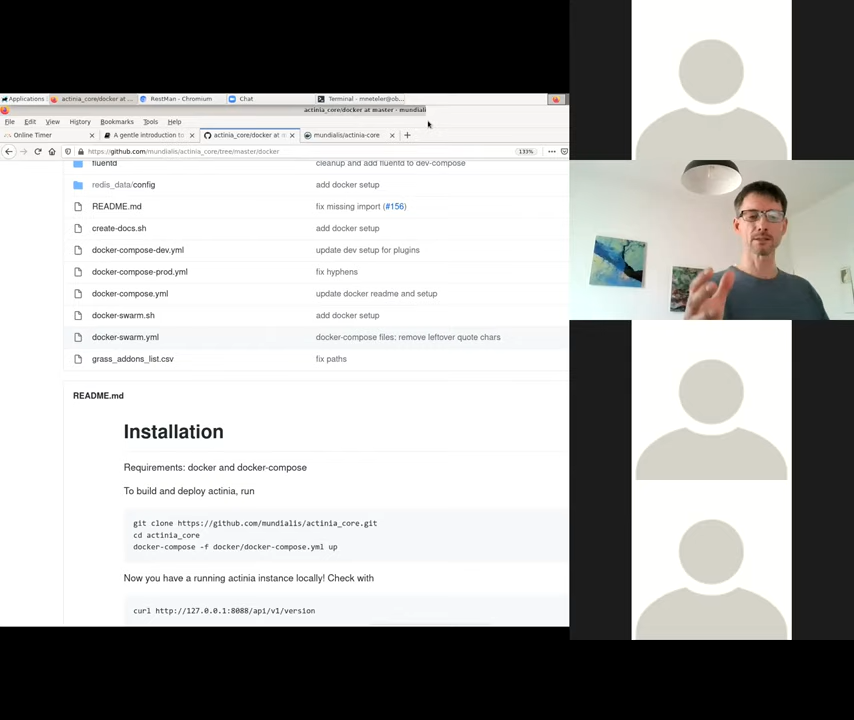 Applications
actinia_core/docker at ...
RestMan - Chromium
Chat
Terminal - mneteler@ob...
actinia_core/docker at master - mundiali
File Edit View History Bookmarks Tools Help
Online Timer
A gentle introduction to
actinia_core/docker at
mundialis/actinia-core
https://github.com/mundialis/actinia_core/tree/master/docker
133%
fluentd cleanup and add fluentd to dev-compose
redis_data/config add docker setup
README.md fix missing import (#156)
create-docs.sh add docker setup
docker-compose-dev.yml update dev setup for plugins
docker-compose-prod.yml fix hyphens
docker-compose.yml update docker readme and setup
docker-swarm.sh add docker setup
docker-swarm.yml docker-compose files: remove leftover quote chars
grass_addons_list.csv fix paths
README.md
Installation
Requirements: docker and docker-compose
To build and deploy actinia, run
git clone https://github.com/mundialis/actinia_core.git
cd actinia_core
docker-compose -f docker/docker-compose.yml up
Now you have a running actinia instance locally! Check with
curl http://127.0.0.1:8088/api/v1/version